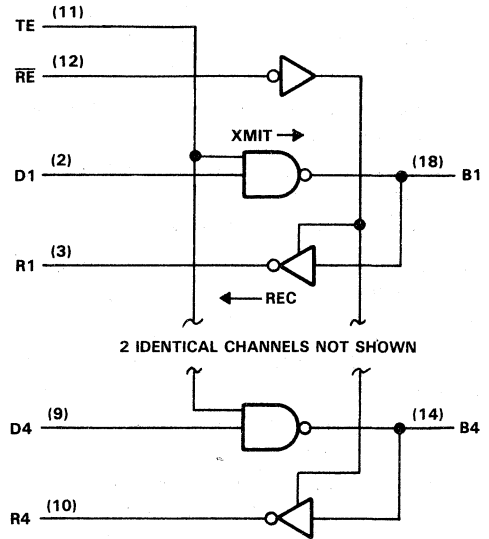 TE (11)
RE (12)
XMIT
D1 (2) (18) B1
R1 (3)
REC
2 IDENTICAL CHANNELS NOT SHOWN
D4 (9) (14) B4
R4 (10)